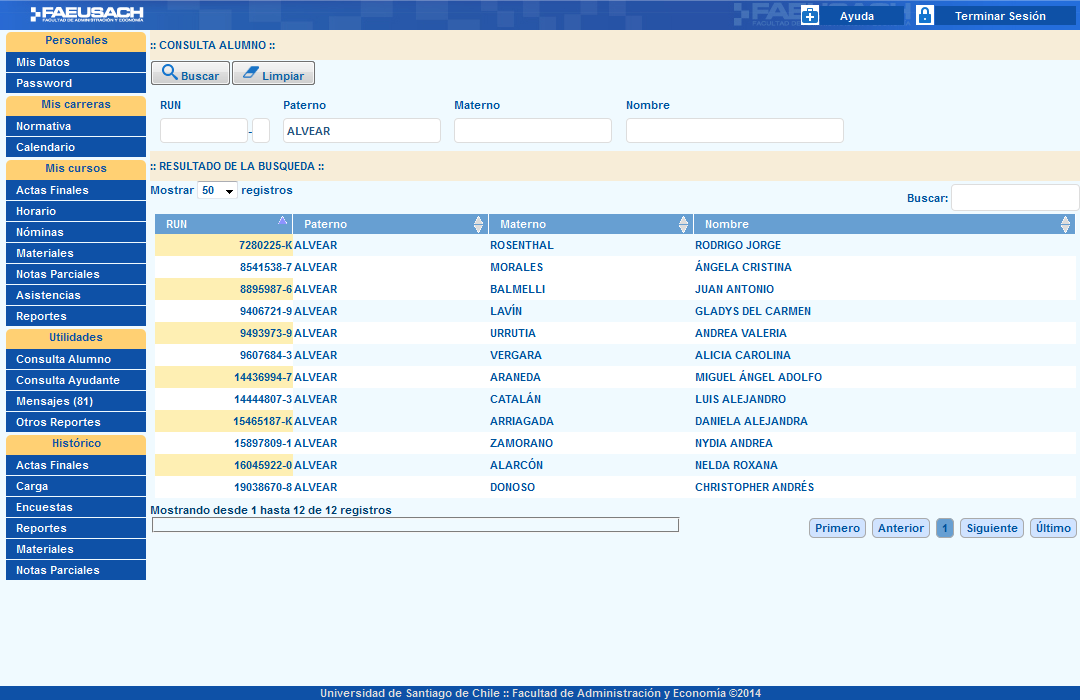 FAEUSACH
FACULTAD DE ADMINISTRACIÓN Y ECONOMÍA
Ayuda
Terminar Sesión
Personales
Mis Datos
Password
Mis carreras
Normativa
Calendario
Mis cursos
Actas Finales
Horario
Nóminas
Materiales
Notas Parciales
Asistencias
Reportes
Utilidades
Consulta Alumno
Consulta Ayudante
Mensajes (81)
Otros Reportes
Histórico
Actas Finales
Carga
Encuestas
Reportes
Materiales
Notas Parciales
:: CONSULTA ALUMNO ::
Buscar Limpiar
RUN Paterno Materno Nombre
- ALVEAR
:: RESULTADO DE LA BUSQUEDA ::
Mostrar 50 registros
Buscar:
RUN Paterno Materno Nombre
7280225-K ALVEAR ROSENTHAL RODRIGO JORGE
8541538-7 ALVEAR MORALES ÁNGELA CRISTINA
8895987-6 ALVEAR BALMELLI JUAN ANTONIO
9406721-9 ALVEAR LAVÍN GLADYS DEL CARMEN
9493973-9 ALVEAR URRUTIA ANDREA VALERIA
9607684-3 ALVEAR VERGARA ALICIA CAROLINA
14436994-7 ALVEAR ARANEDA MIGUEL ÁNGEL ADOLFO
14444807-3 ALVEAR CATALÁN LUIS ALEJANDRO
15465187-K ALVEAR ARRIAGADA DANIELA ALEJANDRA
15897809-1 ALVEAR ZAMORANO NYDIA ANDREA
16045922-0 ALVEAR ALARCÓN NELDA ROXANA
19038670-8 ALVEAR DONOSO CHRISTOPHER ANDRÉS
Mostrando desde 1 hasta 12 de 12 registros
Primero Anterior 1 Siguiente Último
Universidad de Santiago de Chile :: Facultad de Administración y Economía ©2014